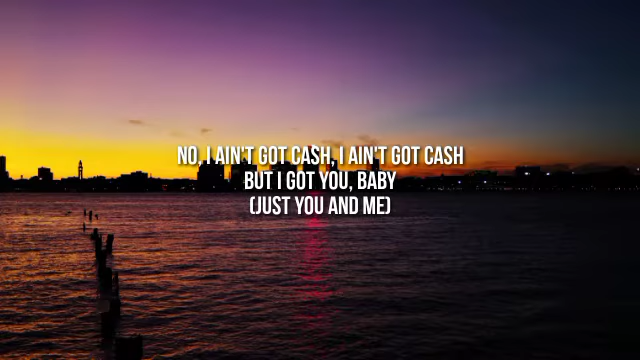 NO, I AIN'T GOT CASH, I AIN'T GOT CASH
BUT I GOT YOU, BABY
(JUST YOU AND ME)